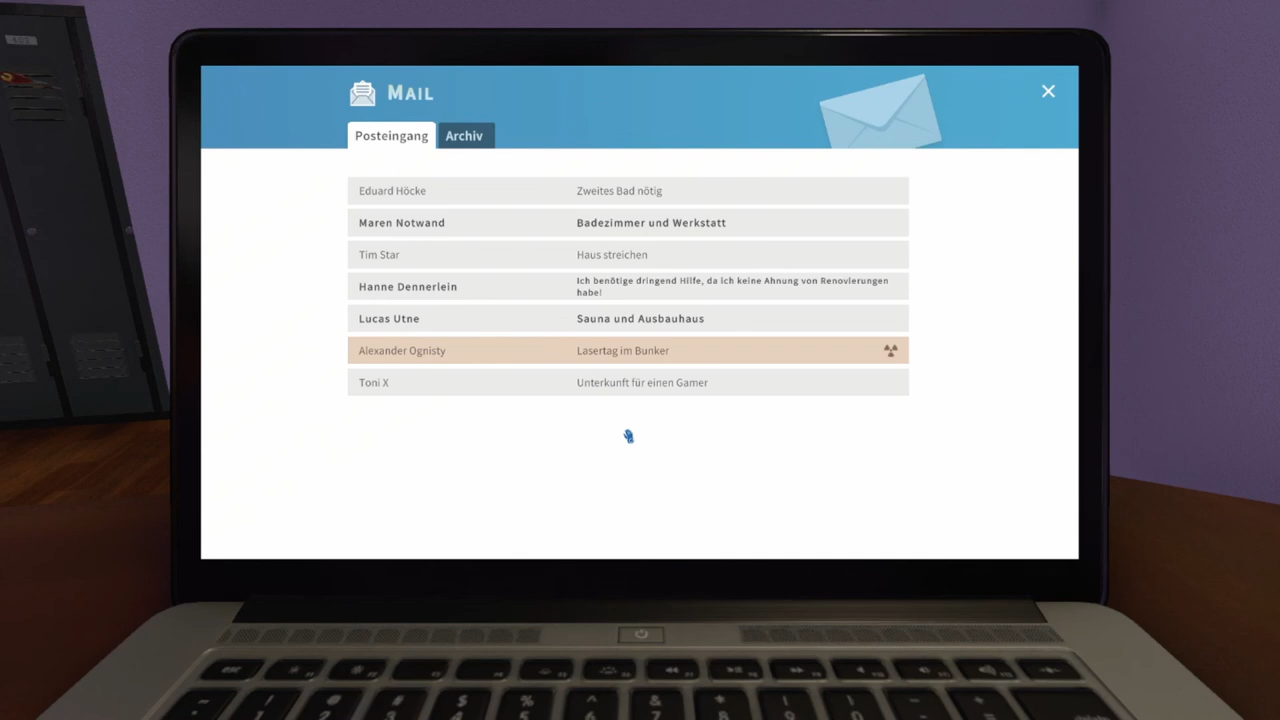 MAIL
Posteingang Archiv
Eduard Höcke Zweites Bad nötig
Maren Notwand Badezimmer und Werkstatt
Tim Star Haus streichen
Hanne Dennerlein Ich benötige dringend Hilfe, da ich keine Ahnung von Renovierungen
habe!
Lucas Utne Sauna und Ausbauhaus
Alexander Ognisty Lasertag im Bunker
Toni X Unterkunft für einen Gamer